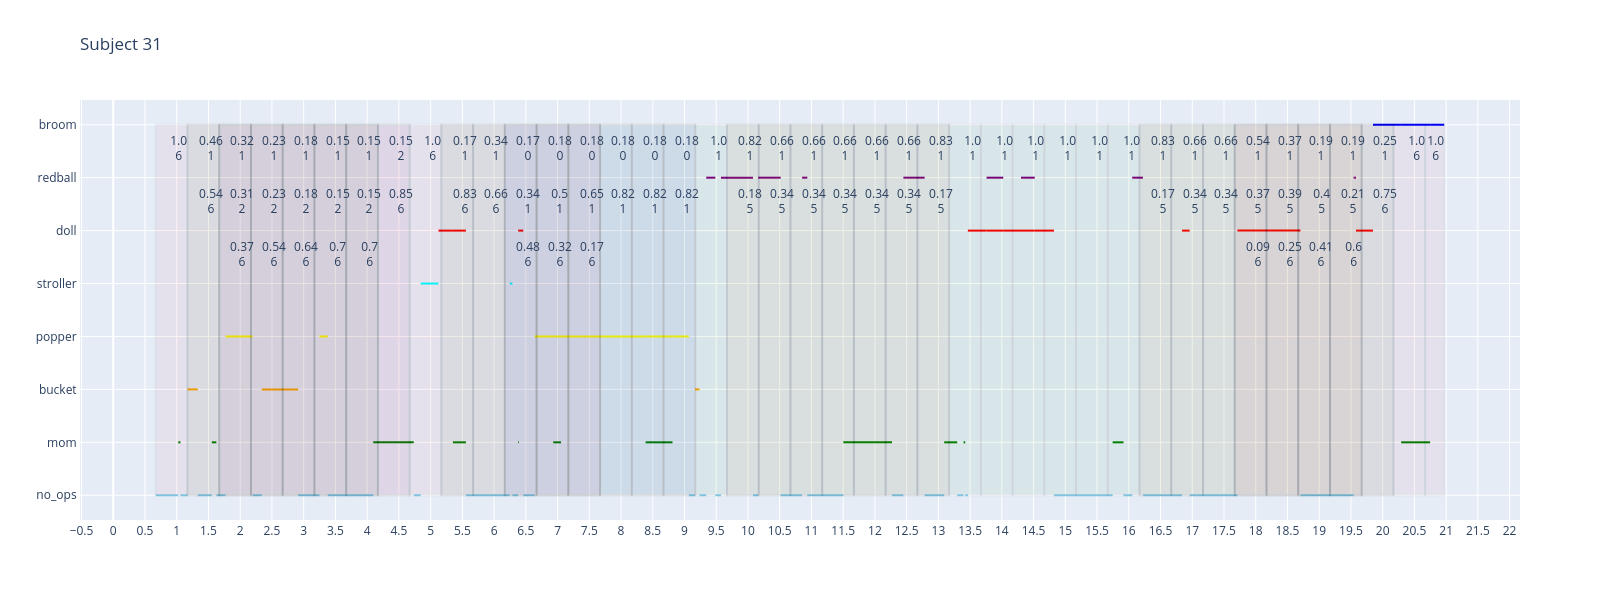 Subject 31
broom
1.0 0.46 0.32 0.23 0.18 0.15 0.15 0.15 1.0 0.17 0.34 0.17 0.18 0.18 0.18 0.18 0.18 1.0 0.82 0.66 0.66 0.66 0.66 0.66 0.83 1.0 1.0 1.0 1.0 1.0 1.0 0.83 0.66 0.66 0.54 0.37 0.19 0.19 0.25 1.0 1.0
6 1 1 1 1 1 1 2 6 1 1 0 0 0 0 0 0 1 1 1 1 1 1 1 1 1 1 1 1 1 1 1 1 1 1 1 1 1 1 6 6
redball
0.54 0.31 0.23 0.18 0.15 0.15 0.85 0.83 0.66 0.34 0.5 0.65 0.82 0.82 0.82 0.18 0.34 0.34 0.34 0.34 0.34 0.17 0.17 0.34 0.34 0.37 0.39 0.4 0.21 0.75
6 2 2 2 2 2 6 6 6 1 1 1 1 1 1 5 5 5 5 5 5 5 5 5 5 5 5 5 5 6
doll
0.37 0.54 0.64 0.7 0.7 0.48 0.32 0.17 0.09 0.25 0.41 0.6
6 6 6 6 6 6 6 6 6 6 6 6
stroller
popper
bucket
mom
no_ops
−0.5 0 0.5 1 1.5 2 2.5 3 3.5 4 4.5 5 5.5 6 6.5 7 7.5 8 8.5 9 9.5 10 10.5 11 11.5 12 12.5 13 13.5 14 14.5 15 15.5 16 16.5 17 17.5 18 18.5 19 19.5 20 20.5 21 21.5 22